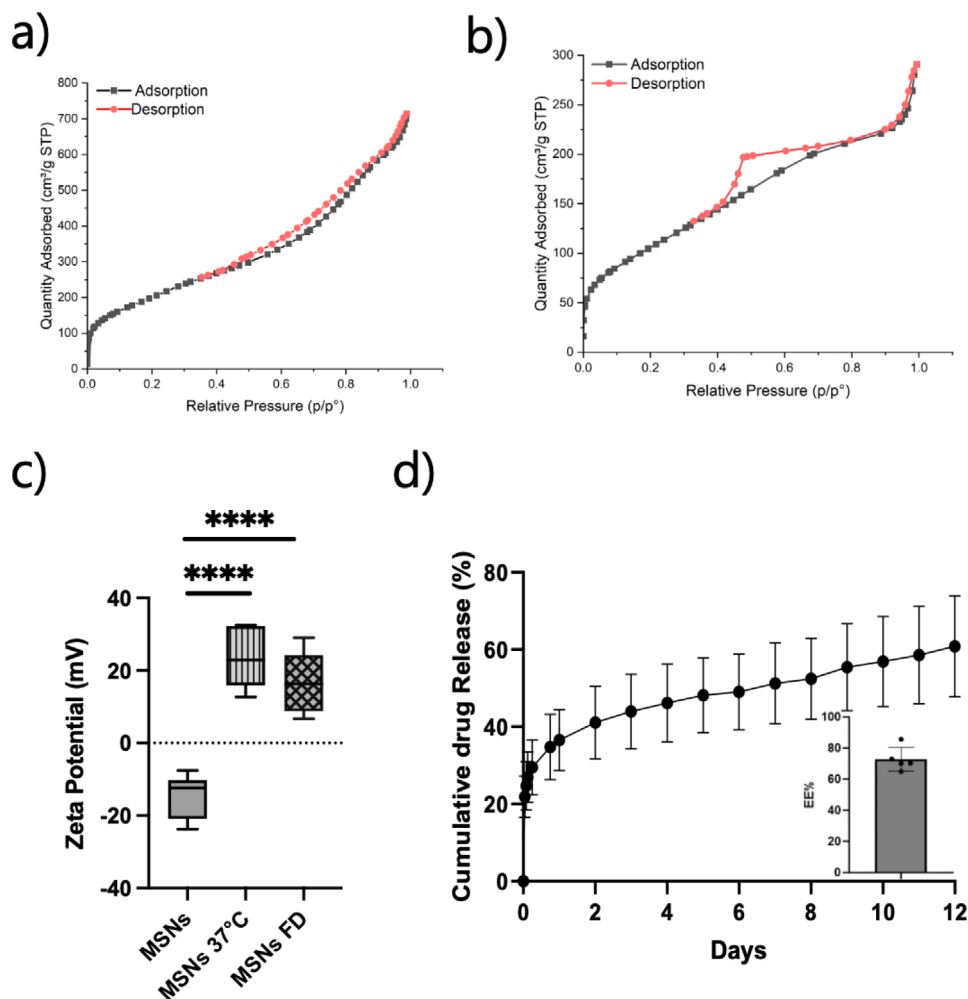 a)
Adsorption
Desorption
Quantity Adsorbed (cm³/g STP)
800
700
600
500
400
300
200
100
0
0.0 0.2 0.4 0.6 0.8 1.0
Relative Pressure (p/p°)
b)
Adsorption
Desorption
Quantity Adsorbed (cm³/g STP)
300
250
200
150
100
50
0
0.0 0.2 0.4 0.6 0.8 1.0
Relative Pressure (p/p°)
c)
****
****
Zeta Potential (mV)
40
20
0
-20
-40
MSNs
MSNs 37°C
MSNs FD
d)
Cumulative drug Release (%)
80
60
40
20
0
0 2 4 6 8 10 12
Days
EE%
100
80
60
40
20
0